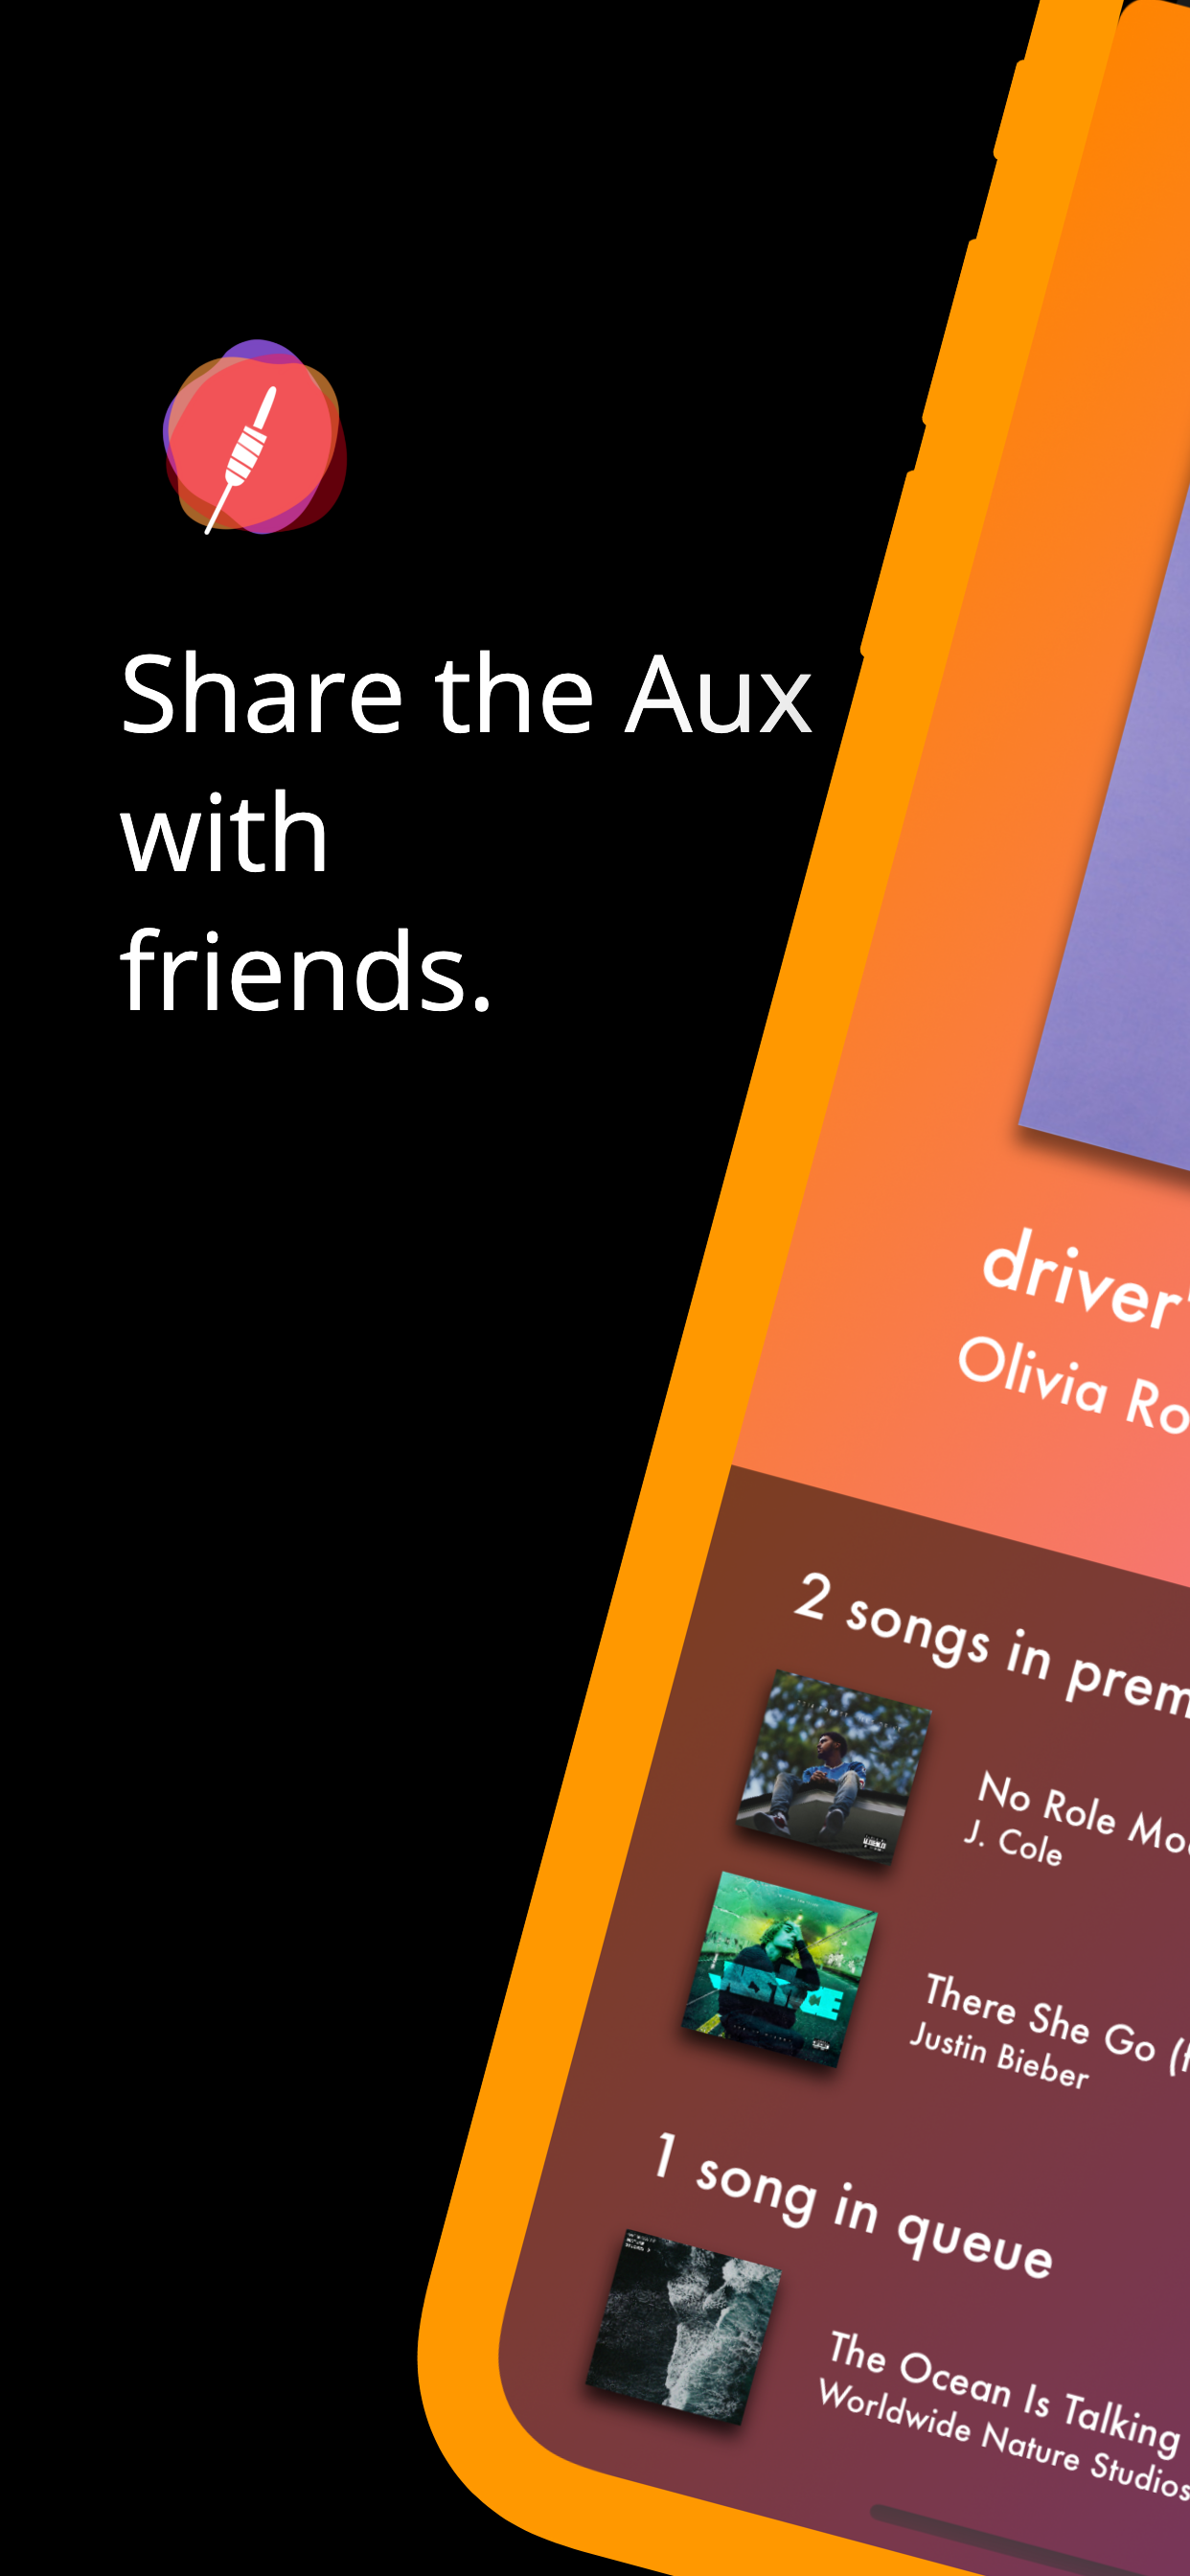 Share the Aux
with
friends.
driver'
Olivia Ro
2 songs in prem
No Role Mo
J. Cole
There She Go (f
Justin Bieber
1 song in queue
The Ocean Is Talking
Worldwide Nature Studios